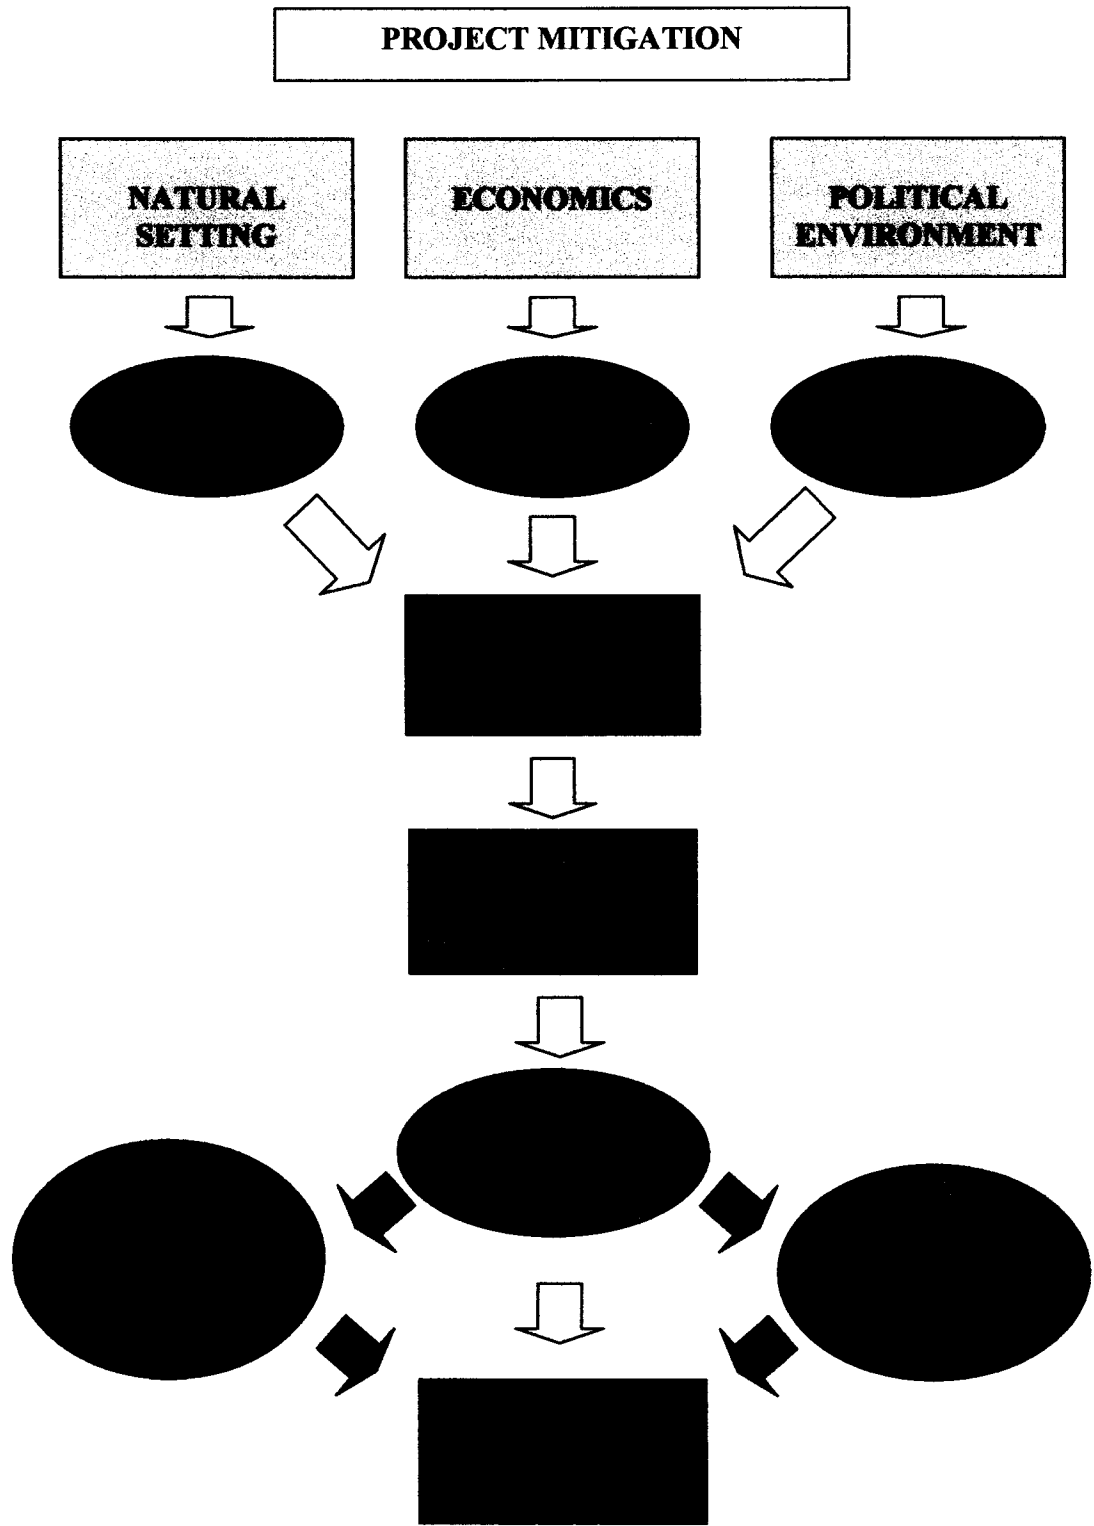 PROJECT MITIGATION
NATURAL
SETTING
ECONOMICS
POLITICAL
ENVIRONMENT